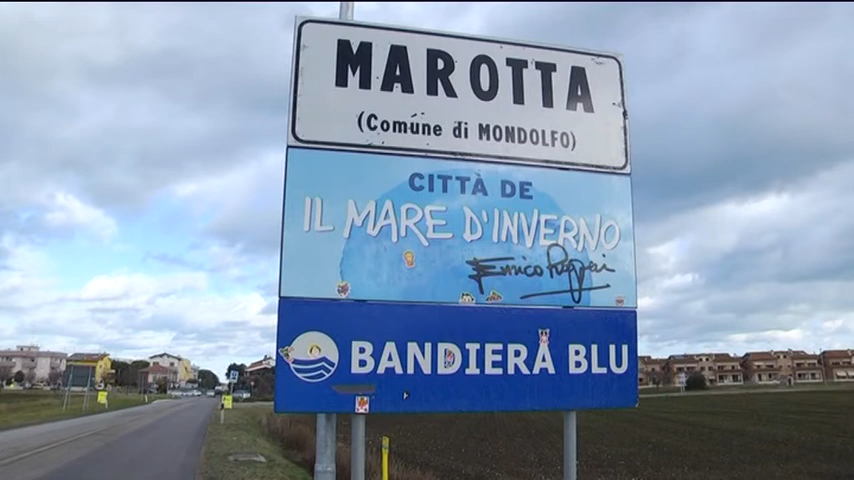 MAROTTA
(Comune di MONDOLFO)
CITTÀ DE
IL MARE D'INVERNO
Enrico Ruggeri
BANDIERA BLU